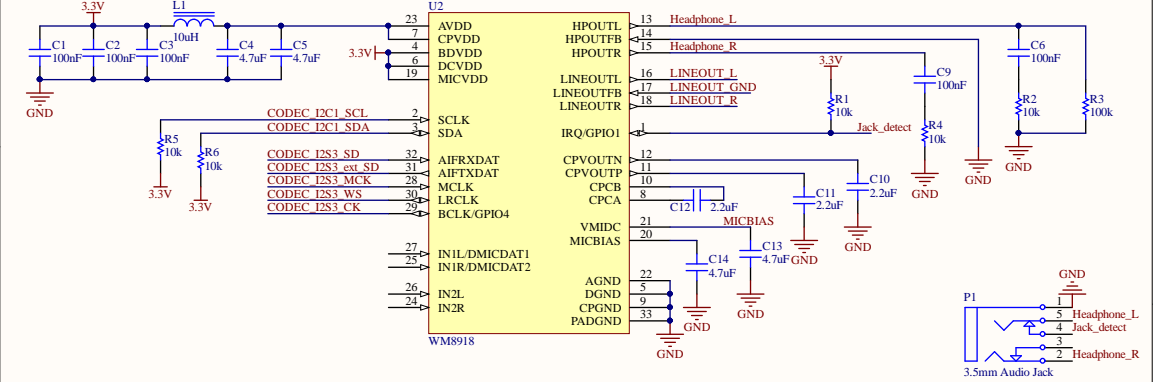 3.3V
L1
10uH
C1
100nF
C2
100nF
C3
100nF
C4
4.7uF
C5
4.7uF
GND
3.3V
U2
23 AVDD
7 CPVDD
4 BDVDD
6 DCVDD
19 MICVDD
CODEC_I2C1_SCL 2 SCLK
CODEC_I2C1_SDA 3 SDA
R5
10k
3.3V
R6
10k
3.3V
CODEC_I2S3_SD 32 AIFRXDAT
CODEC_I2S3_ext_SD 31 AIFTXDAT
CODEC_I2S3_MCK 28 MCLK
CODEC_I2S3_WS 30 LRCLK
CODEC_I2S3_CK 29 BCLK/GPIO4
27 IN1L/DMICDAT1
25 IN1R/DMICDAT2
26 IN2L
24 IN2R
WM8918
HPOUTL 13 Headphone_L
HPOUTFB 14
HPOUTR 15 Headphone_R
LINEOUTL 16 LINEOUT_L
LINEOUTFB 17 LINEOUT_GND
LINEOUTR 18 LINEOUT_R
IRQ/GPIO1 1 Jack_detect
3.3V
R1
10k
CPVOUTN 12
CPVOUTP 11
CPCB 10
CPCA 8
C12 2.2uF
VMIDC 21 MICBIAS
MICBIAS 20
AGND 22
DGND 5
CPGND 9
PADGND 33
GND
C14
4.7uF
GND
C13
4.7uF
GND
C11
2.2uF
GND
C10
2.2uF
GND
C9
100nF
R4
10k
GND
GND
C6
100nF
R2
10k
R3
100k
GND
GND
P1
1
5 Headphone_L
4 Jack_detect
3
2 Headphone_R
3.5mm Audio Jack